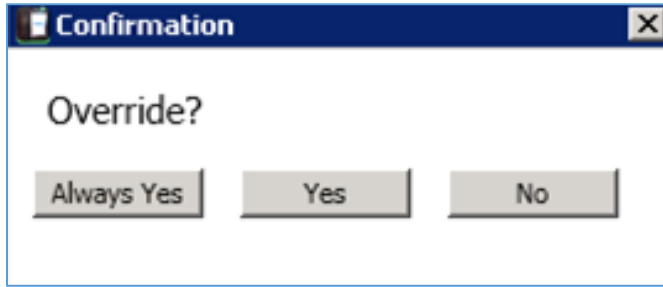 Confirmation
Override?
Always Yes Yes No